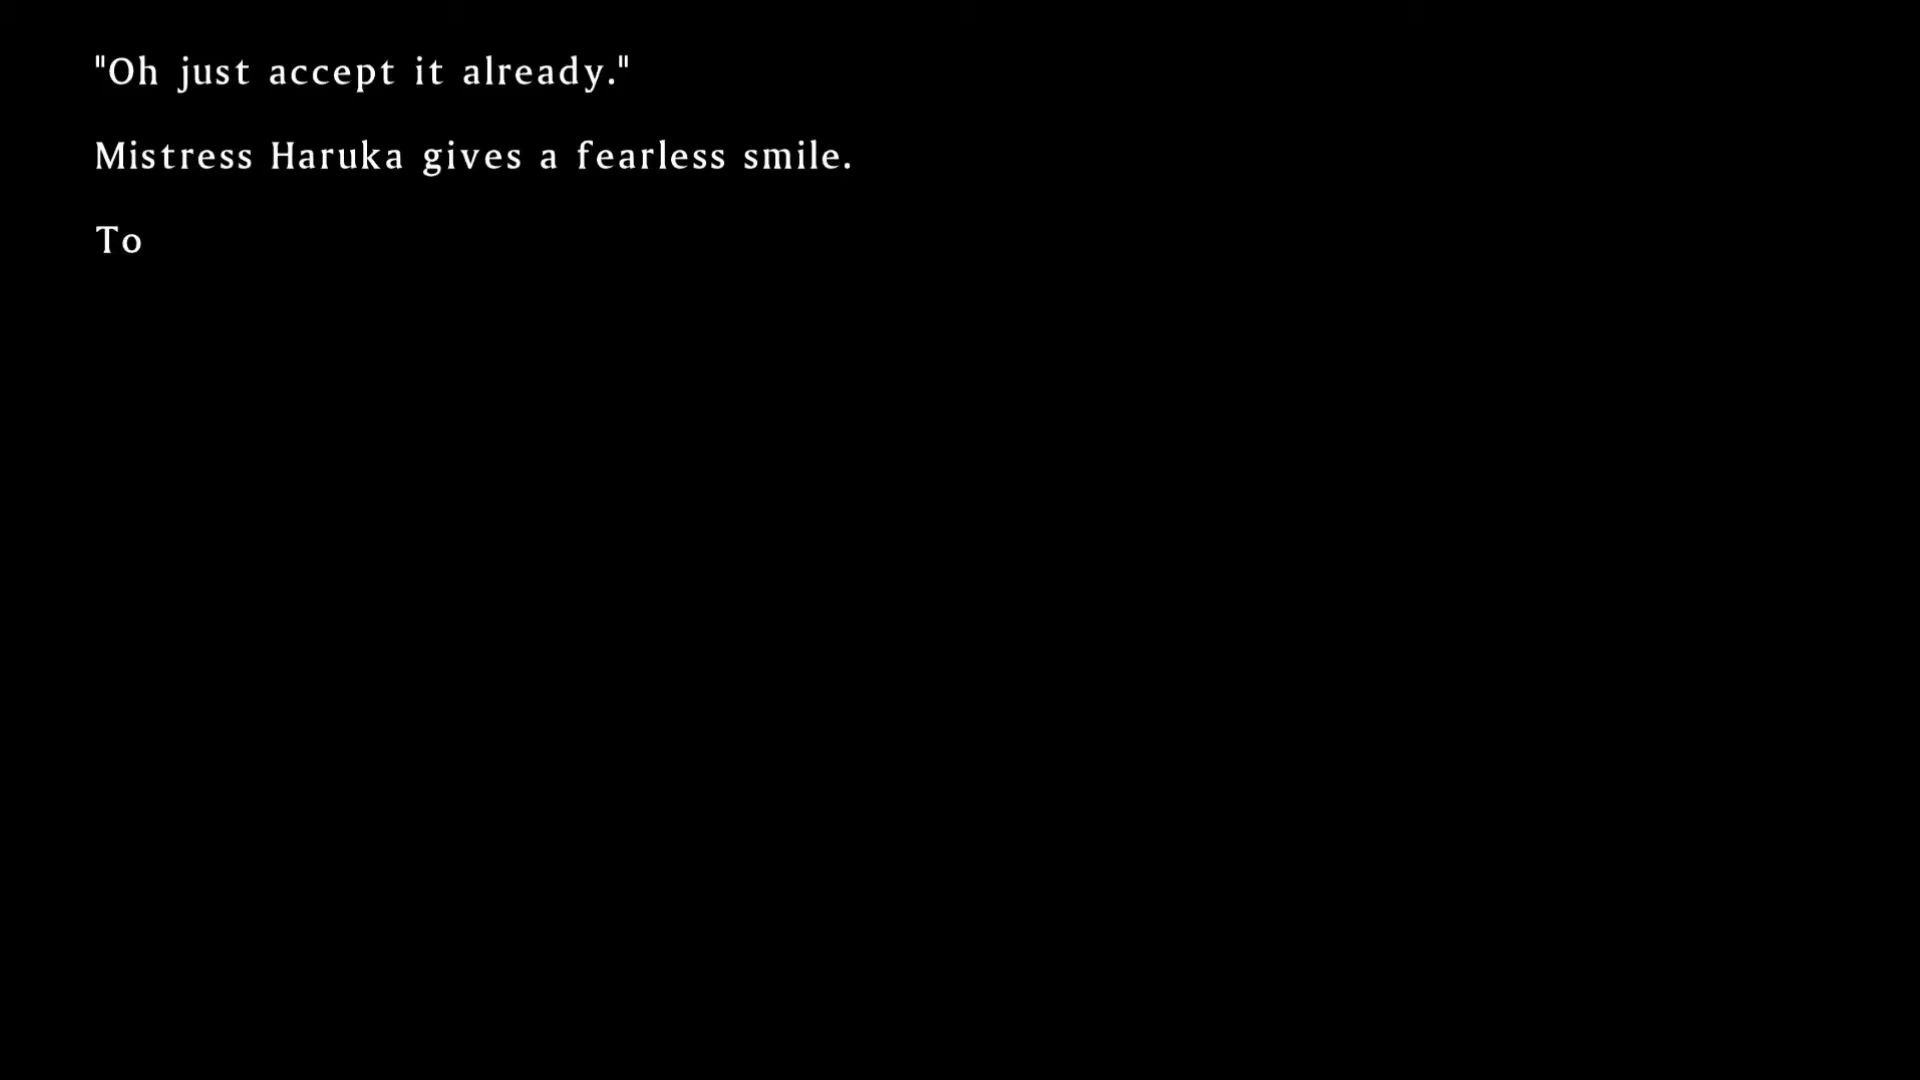 "Oh just accept it already."
Mistress Haruka gives a fearless smile.
To